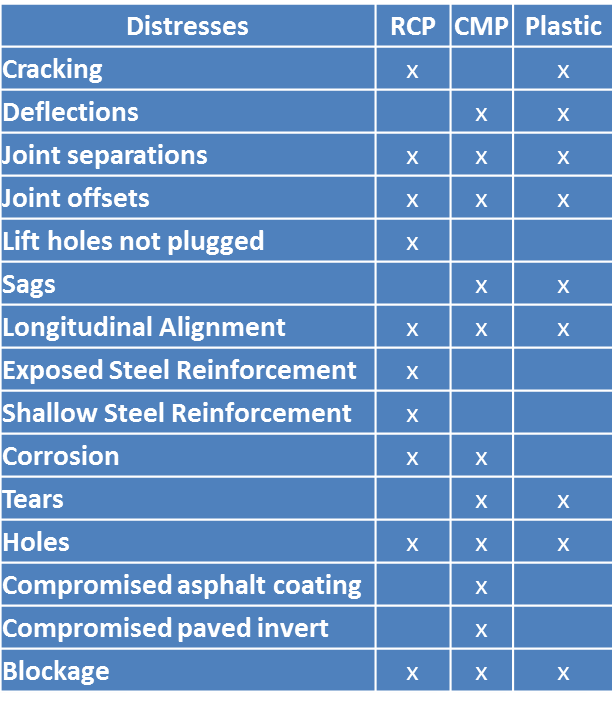 Distresses RCP CMP Plastic
Cracking x x
Deflections x x
Joint separations x x x
Joint offsets x x x
Lift holes not plugged x
Sags x x
Longitudinal Alignment x x x
Exposed Steel Reinforcement x
Shallow Steel Reinforcement x
Corrosion x x
Tears x x
Holes x x x
Compromised asphalt coating x
Compromised paved invert x
Blockage x x x